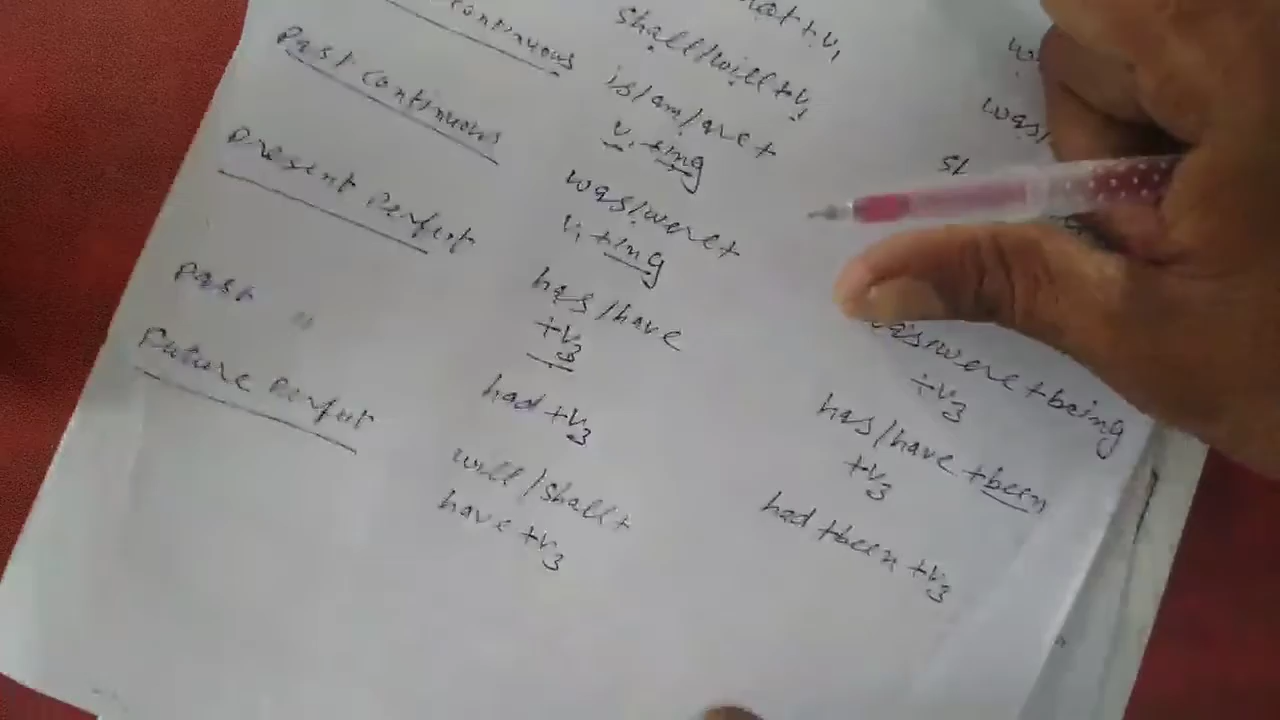 continuous
shall/will + v1
Past Continuous
is/am/are +
v1+ing
Present Perfect
was/were+
v1+ing
Past "
has/have
+v3
was/were+being
+v3
Future Perfect
had +v3
has/have +been
+v3
will/shall+
have +v3
had +been +v3